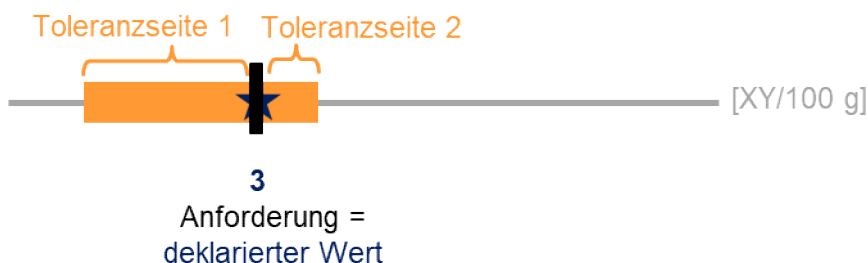 Toleranzseite 1 Toleranzseite 2
[XY/100 g]
3
Anforderung =
deklarierter Wert